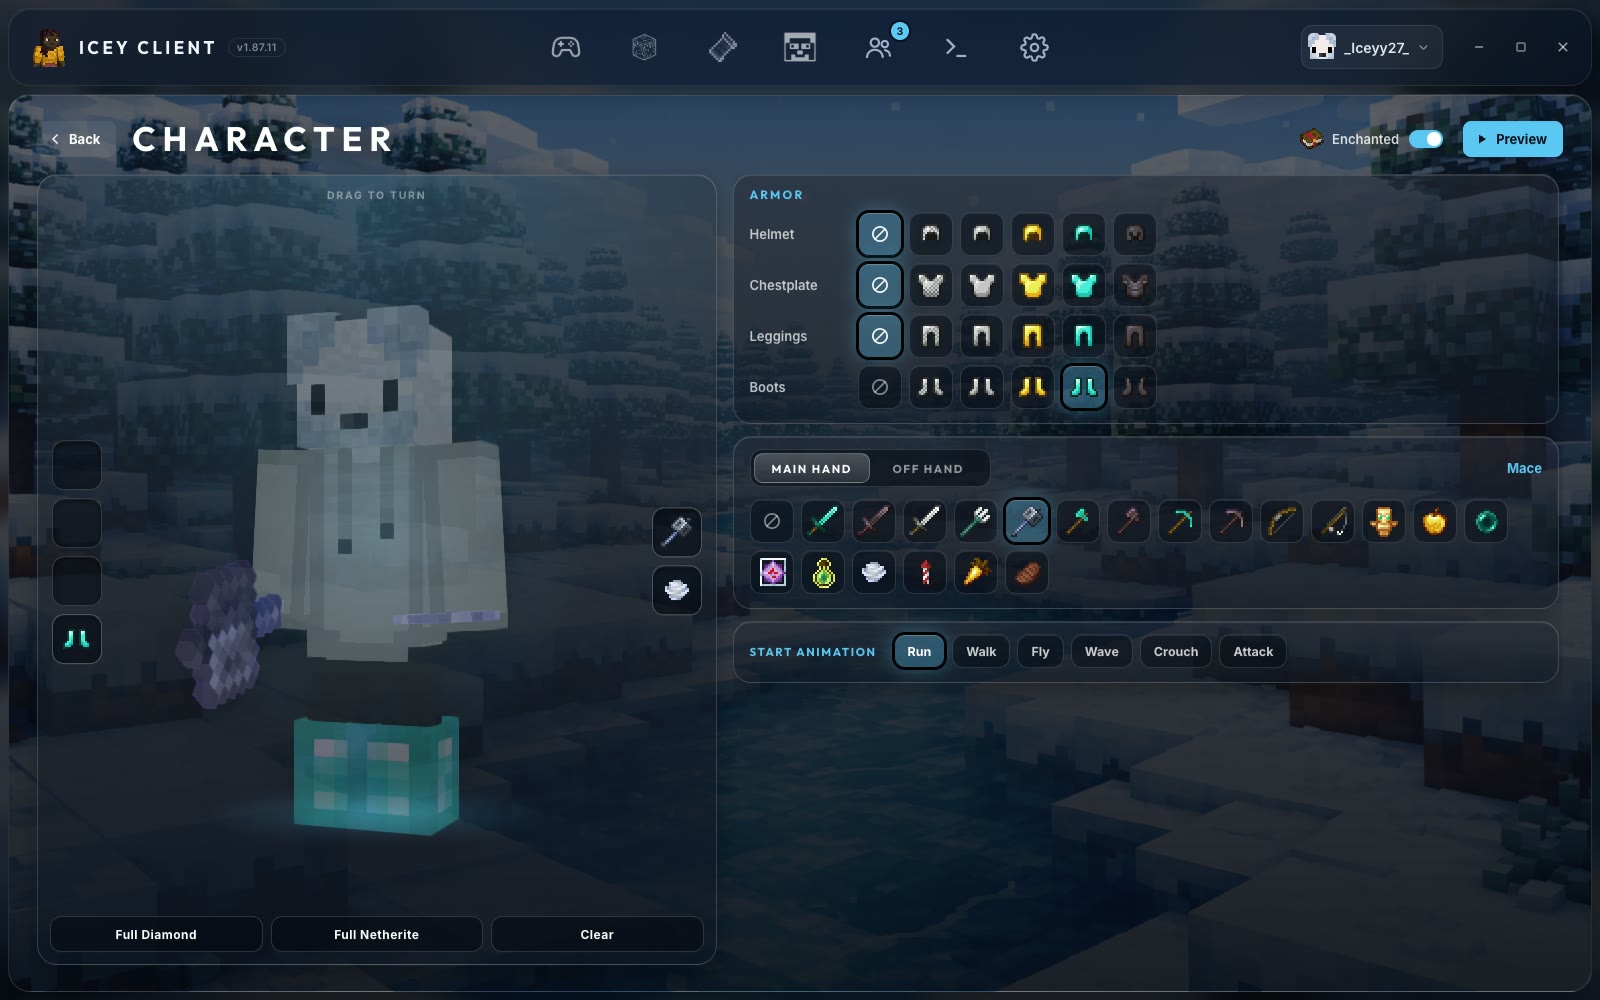 ICEY CLIENT
v1.87.11
3
_Iceyy27_
Back
CHARACTER
Enchanted
Preview
DRAG TO TURN
ARMOR
Helmet
Chestplate
Leggings
Boots
MAIN HAND
OFF HAND
Mace
START ANIMATION
Run
Walk
Fly
Wave
Crouch
Attack
Full Diamond
Full Netherite
Clear